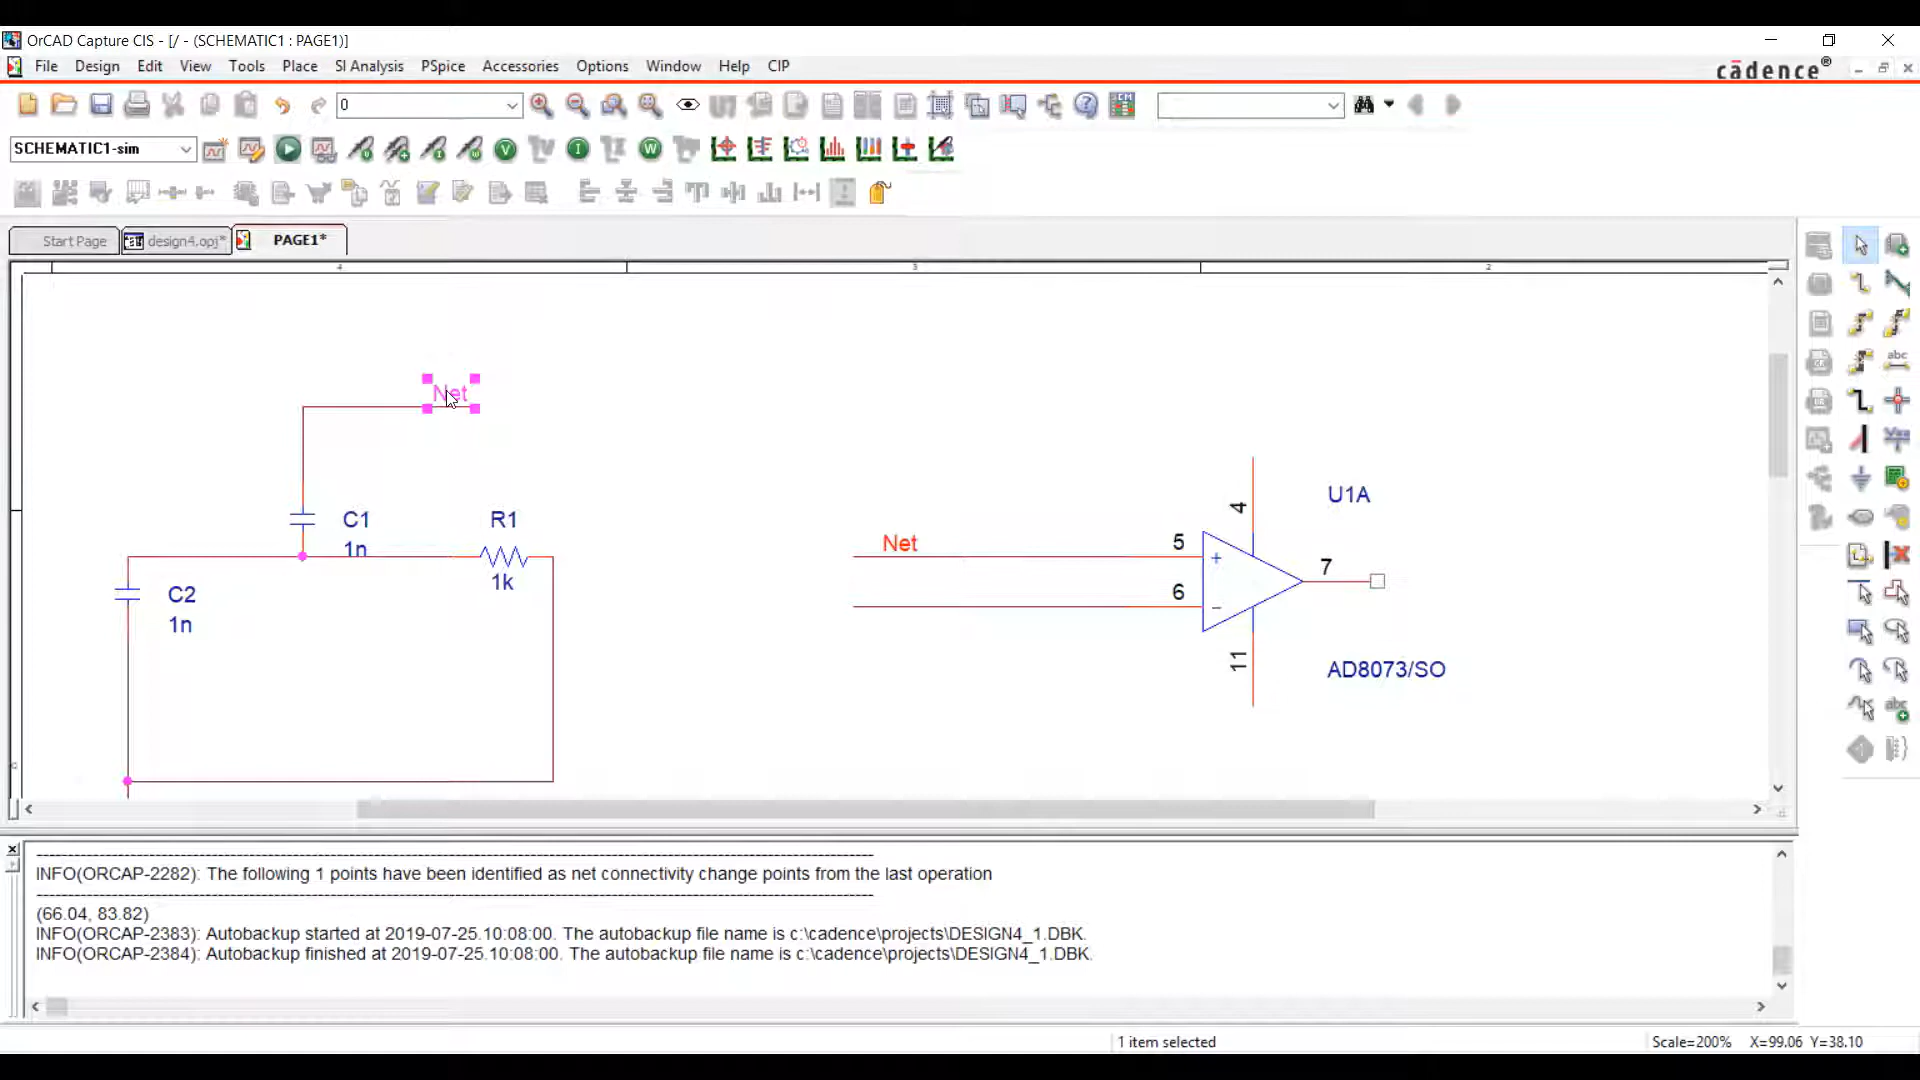 OrCAD Capture CIS - [/ - (SCHEMATIC1 : PAGE1)]
File Design Edit View Tools Place SI Analysis PSpice Accessories Options Window Help CIP
cādence®
0
SCHEMATIC1-sim
Start Page design4.opj* PAGE1*
4 3 2
Net
C1
1n
R1
1k
C2
1n
Net
5
6
4
11
7
U1A
AD8073/SO
+
−
INFO(ORCAP-2282): The following 1 points have been identified as net connectivity change points from the last operation
(66.04, 83.82)
INFO(ORCAP-2383): Autobackup started at 2019-07-25.10:08:00. The autobackup file name is c:\cadence\projects\DESIGN4_1.DBK.
INFO(ORCAP-2384): Autobackup finished at 2019-07-25.10:08:00. The autobackup file name is c:\cadence\projects\DESIGN4_1.DBK.
1 item selected
Scale=200% X=99.06 Y=38.10